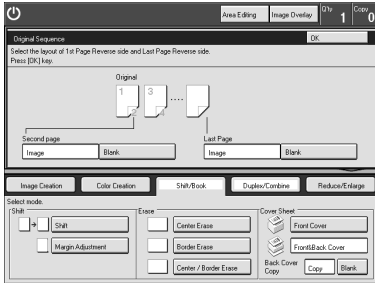 Area Editing
Image Overlay
Q'ty
1
Copy
0
Original Sequence
OK
Select the layout of 1st Page Reverse side and Last Page Reverse side.
Press [OK] key.
Original
1
2
3
4
....
Second page
Last Page
Image
Blank
Image
Blank
Image Creation
Color Creation
Shift/Book
Duplex/Combine
Reduce/Enlarge
Select mode.
Shift
Erase
Cover Sheet
Shift
Center Erase
Front Cover
Margin Adjustment
Border Erase
Front&Back Cover
Center / Border Erase
Back Cover
Copy
Copy
Blank